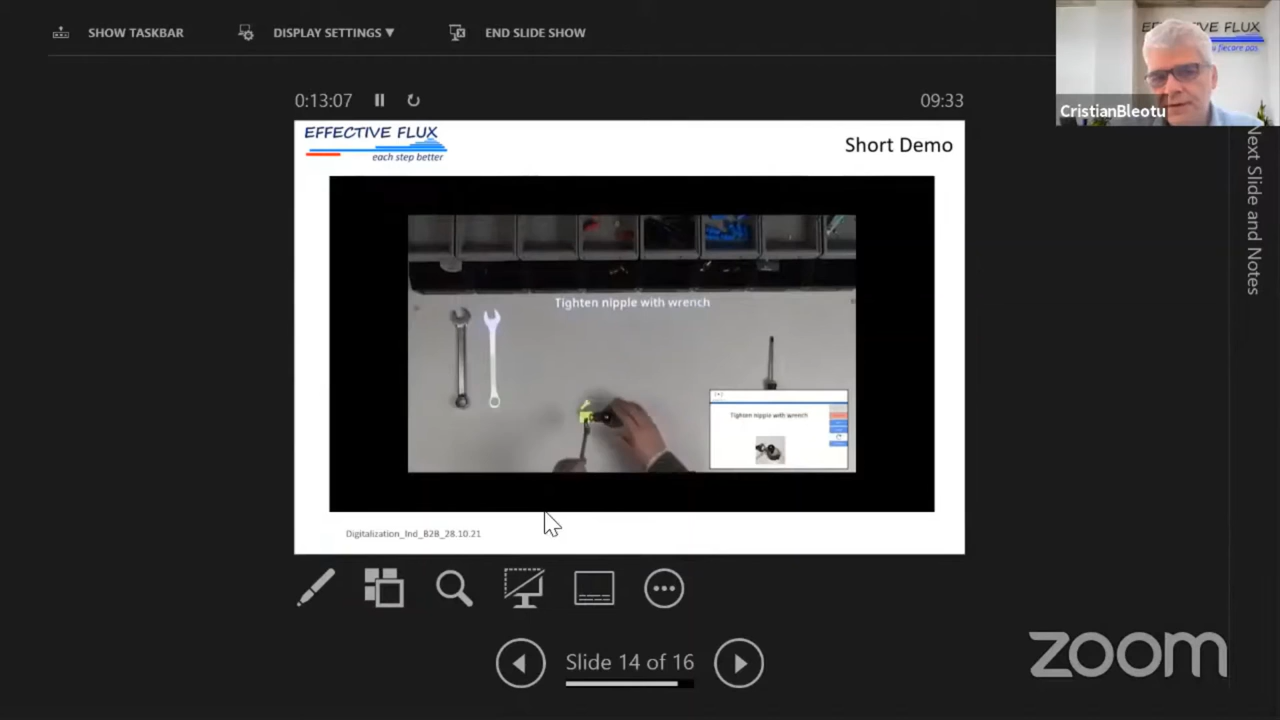 SHOW TASKBAR
DISPLAY SETTINGS ▼
END SLIDE SHOW
EFFECTIVE FLUX
fiecare pas
CristianBleotu
0:13:07
09:33
EFFECTIVE FLUX
each step better
Short Demo
Next Slide and Notes
Tighten nipple with wrench
Tighten nipple with wrench
Digitalization_Ind_B2B_28.10.21
Slide 14 of 16
zoom